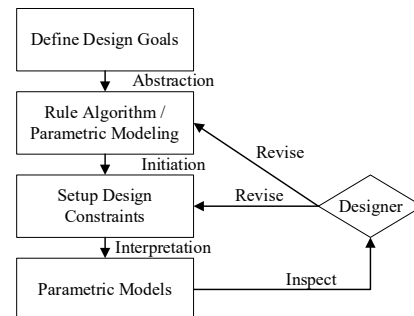 Define Design Goals
Abstraction
Rule Algorithm /
Parametric Modeling
Revise
Initiation
Setup Design
Constraints
Revise
Designer
Interpretation
Parametric Models
Inspect